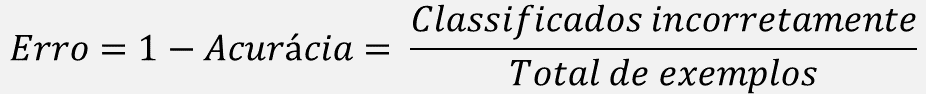 Erro = 1 − Acurácia = Classificados incorretamente
Total de exemplos